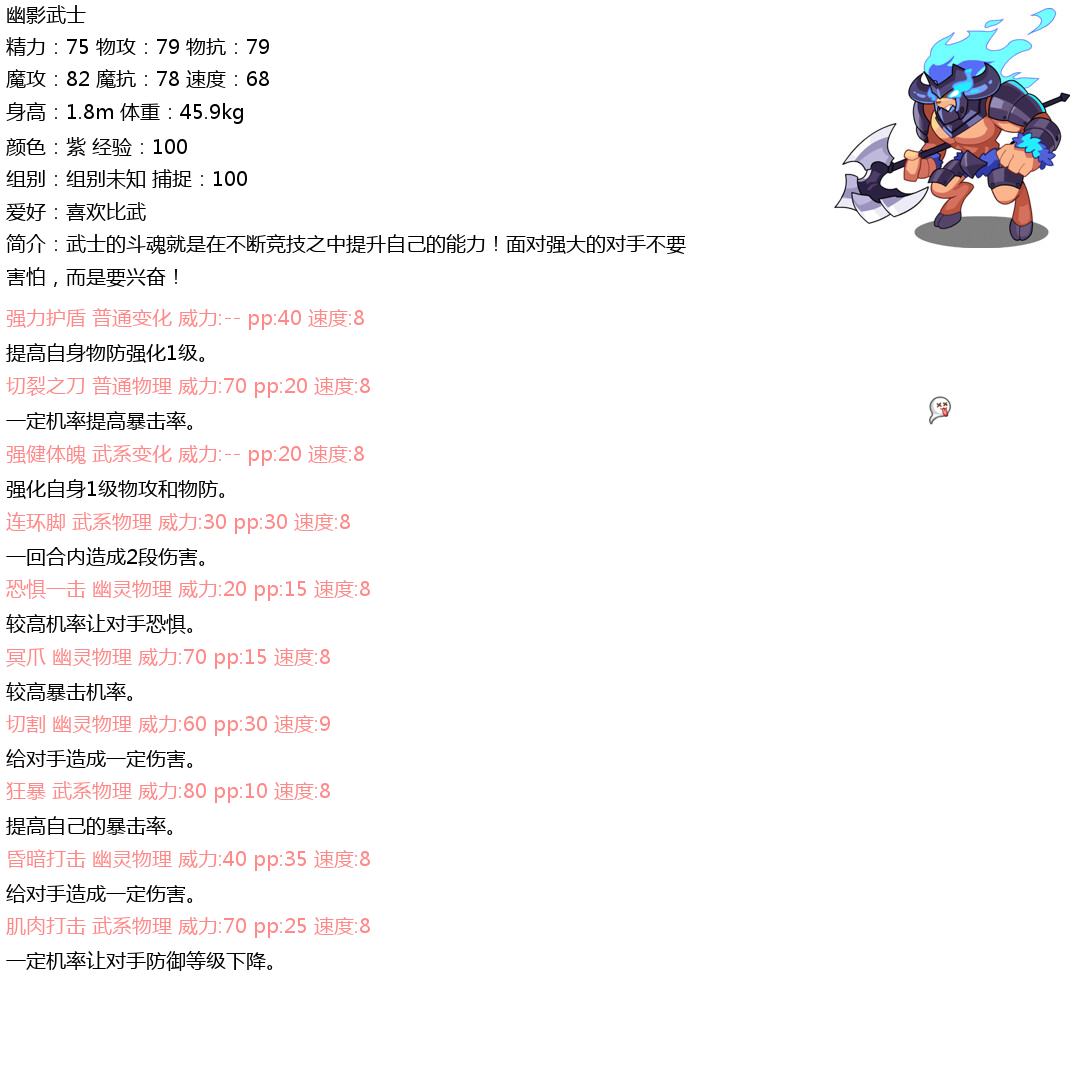 幽影武士
精力：75 物攻：79 物抗：79
魔攻：82 魔抗：78 速度：68
身高：1.8m 体重：45.9kg
颜色：紫 经验：100
组别：组别未知 捕捉：100
爱好：喜欢比武
简介：武士的斗魂就是在不断竞技之中提升自己的能力！面对强大的对手不要
害怕，而是要兴奋！
强力护盾 普通变化 威力:-- pp:40 速度:8
提高自身物防强化1级。
切裂之刀 普通物理 威力:70 pp:20 速度:8
一定机率提高暴击率。
强健体魄 武系变化 威力:-- pp:20 速度:8
强化自身1级物攻和物防。
连环脚 武系物理 威力:30 pp:30 速度:8
一回合内造成2段伤害。
恐惧一击 幽灵物理 威力:20 pp:15 速度:8
较高机率让对手恐惧。
冥爪 幽灵物理 威力:70 pp:15 速度:8
较高暴击机率。
切割 幽灵物理 威力:60 pp:30 速度:9
给对手造成一定伤害。
狂暴 武系物理 威力:80 pp:10 速度:8
提高自己的暴击率。
昏暗打击 幽灵物理 威力:40 pp:35 速度:8
给对手造成一定伤害。
肌肉打击 武系物理 威力:70 pp:25 速度:8
一定机率让对手防御等级下降。